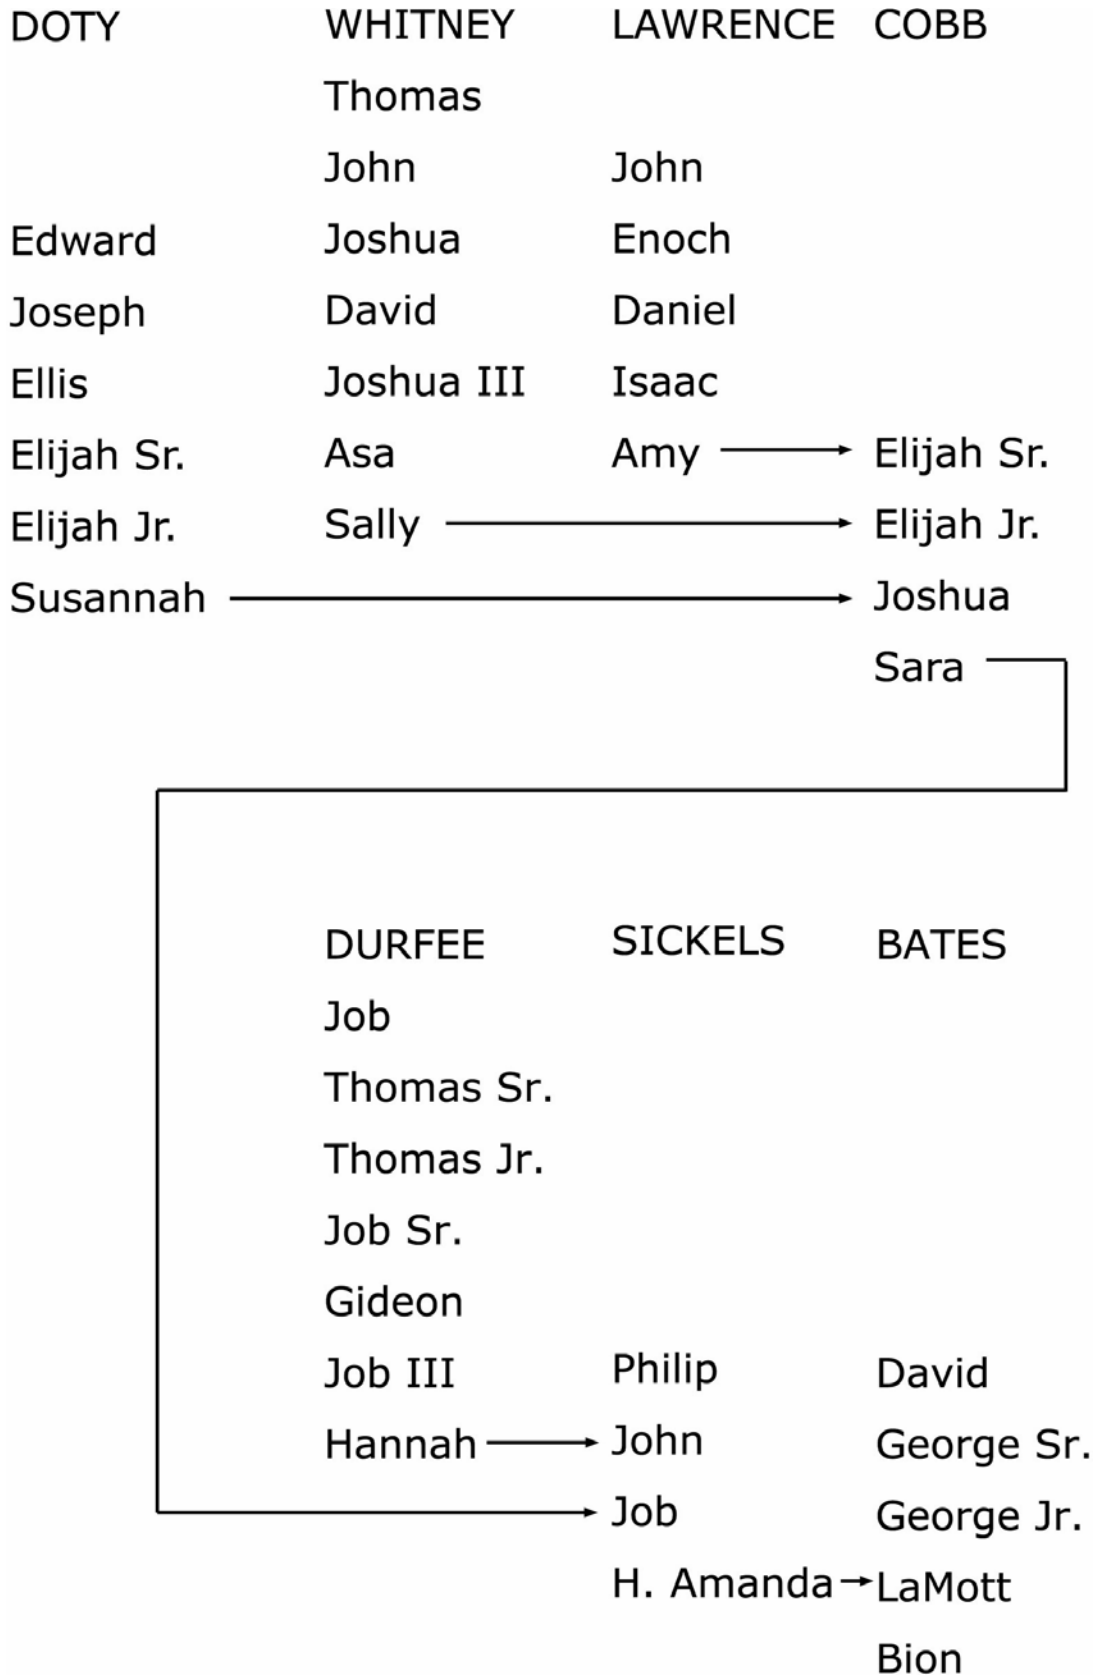 DOTY WHITNEY LAWRENCE COBB
Thomas
John John
Edward Joshua Enoch
Joseph David Daniel
Ellis Joshua III Isaac
Elijah Sr. Asa Amy Elijah Sr.
Elijah Jr. Sally Elijah Jr.
Susannah Joshua
Sara
DURFEE SICKELS BATES
Job
Thomas Sr.
Thomas Jr.
Job Sr.
Gideon
Job III Philip David
Hannah John George Sr.
Job George Jr.
H. Amanda LaMott
Bion